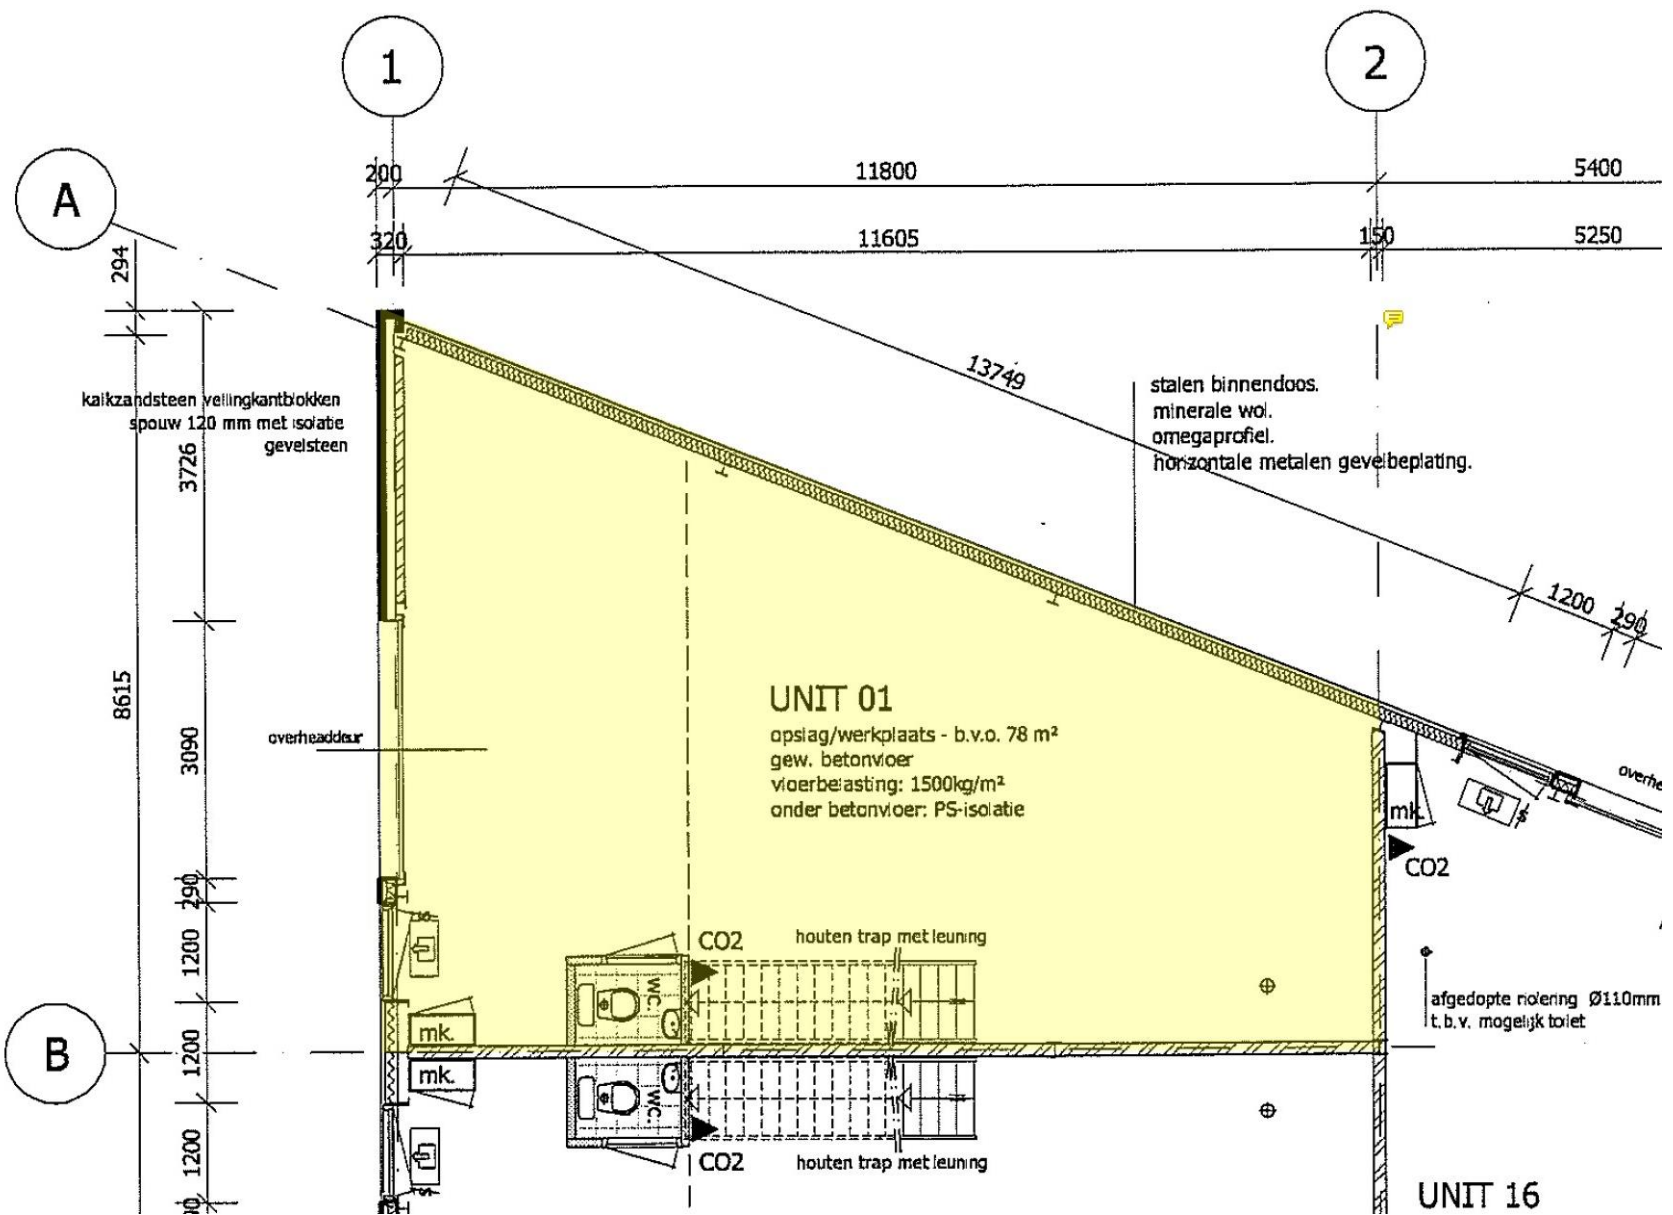 1
2
A
200
11800
5400
320
11605
150
5250
294
13749
stalen binnendoos.
minerale wol.
omegaprofiel.
horizontale metalen gevelbeplating.
kalkzandsteen vellingkantblokken
spouw 120 mm met isolatie
gevelsteen
3726
1200
290
8615
UNIT 01
opslag/werkplaats - b.v.o. 78 m²
gew. betonvloer
vloerbelasting: 1500kg/m²
onder betonvloer: PS-isolatie
overheaddeur
3090
overhe
mk.
CO2
290
1200
CO2
houten trap met leuning
WC.
afgedopte riolering Ø110mm
t.b.v. mogelijk toilet
B
1200
mk.
mk.
WC.
1200
CO2
houten trap met leuning
UNIT 16